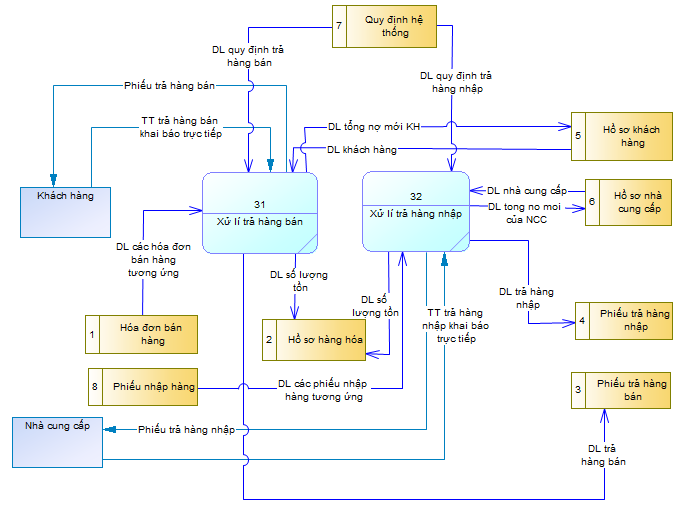 7
Quy định hệ
thống
DL quy định trả
hàng bán
DL quy định trả
hàng nhập
Phiếu trả hàng bán
TT trả hàng bán
khai báo trực tiếp
DL tổng nợ mới KH
DL khách hàng
5
Hồ sơ khách
hàng
Khách hàng
31
Xử lí trả hàng bán
32
Xử lí trả hàng nhập
DL nhà cung cấp
DL tong no moi
của NCC
6
Hồ sơ nhà
cung cấp
DL các hóa đơn
bán hàng
tương ứng
DL số lượng
tồn
DL số
lượng tồn
TT trả hàng
nhập khai báo
trực tiếp
DL trả hàng
nhập
1
Hóa đơn bán
hàng
2
Hồ sơ hàng hóa
4
Phiếu trả hàng
nhập
8
Phiếu nhập hàng
DL các phiếu nhập
hàng tương ứng
3
Phiếu trả hàng
bán
Nhà cung cấp
Phiếu trả hàng nhập
DL trả
hàng bán